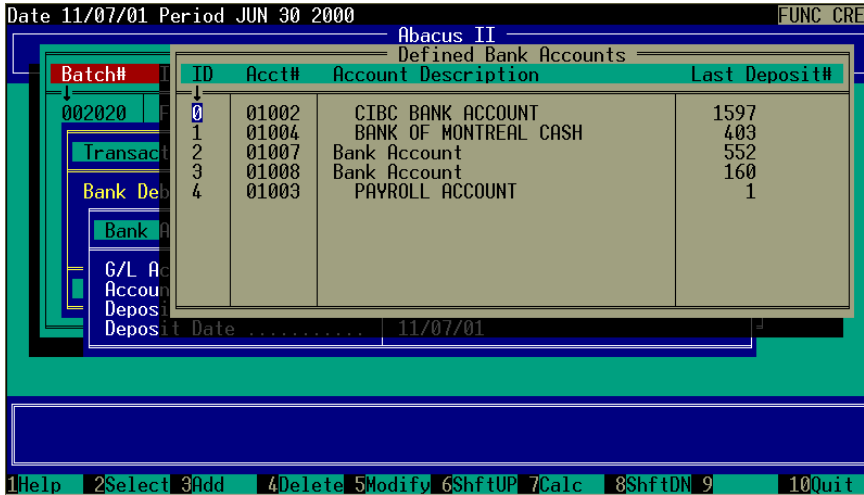 Date 11/07/01 Period JUN 30 2000 FUNC CRE
Abacus II
Defined Bank Accounts
Batch# ID Acct# Account Description Last Deposit#
002020 0 01002 CIBC BANK ACCOUNT 1597
1 01004 BANK OF MONTREAL CASH 403
Transact 2 01007 Bank Account 552
3 01008 Bank Account 160
Bank Deb 4 01003 PAYROLL ACCOUNT 1
Bank A
G/L Ac
Accoun
Deposi
Deposit Date ........... 11/07/01
1Help 2Select 3Add 4Delete 5Modify 6ShftUP 7Calc 8ShftDN 9 10Quit